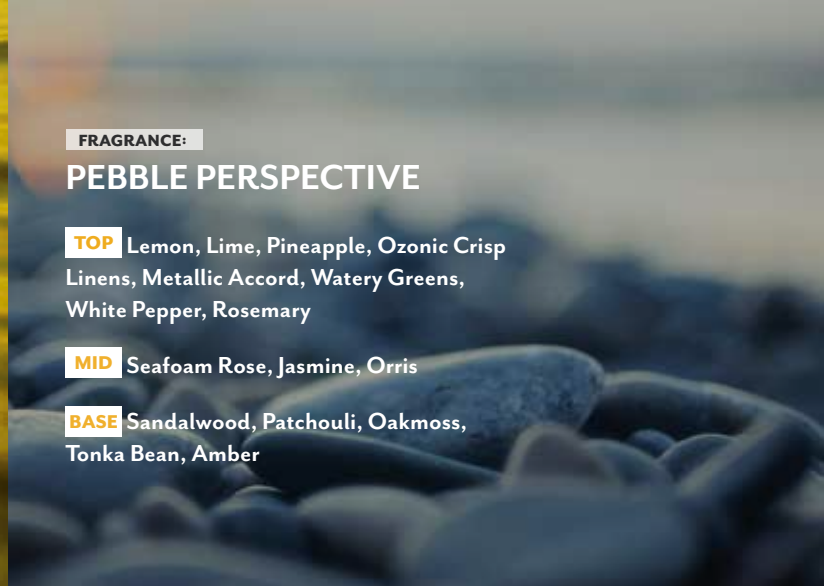 FRAGRANCE:
PEBBLE PERSPECTIVE
TOP Lemon, Lime, Pineapple, Ozonic Crisp
Linens, Metallic Accord, Watery Greens,
White Pepper, Rosemary
MID Seafoam Rose, Jasmine, Orris
BASE Sandalwood, Patchouli, Oakmoss,
Tonka Bean, Amber